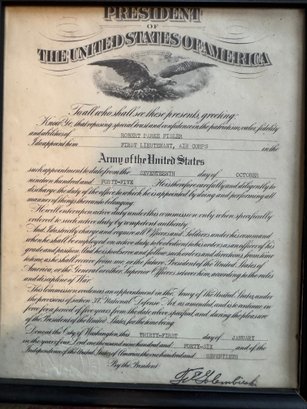 PRESIDENT
OF
THE UNITED STATES OF AMERICA
To all who shall see these presents, greeting:
Know Ye, that reposing special trust and confidence in the patriotism, valor, fidelity
and abilities of ROBERT PARKE FISLER
I do appoint him FIRST LIEUTENANT, AIR CORPS in the
Army of the United States
such appointment to date from the SEVENTEENTH day of OCTOBER
nineteen hundred and FORTY-FIVE He is therefore carefully and diligently to
discharge the duty of the office to which he is appointed by doing and performing all
manner of things thereunto belonging.
He will enter upon active duty under this commission only when specifically
ordered to such active duty by competent authority.
And I do strictly charge and require all Officers and Soldiers under his command
when he shall be employed on active duty to be obedient to his orders as an officer of his
grade and position. And he is to observe and follow such orders and directions, from time
to time, as he shall receive from me, or the future President of the United States of
America, or the General or other Superior Officers set over him, according to the rules
and discipline of War.
This Commission evidences an appointment in the Army of the United States under
the provisions of section 37, National Defense Act, as amended, and is to continue in
force for a period of five years from the date above specified, and during the pleasure
of the President of the United States for the time being.
Done at the City of Washington, this THIRTY-FIRST day of JANUARY
in the year of our Lord one thousand nine hundred and FORTY-SIX and of the
Independence of the United States of America the one hundred and SEVENTIETH
By the President: